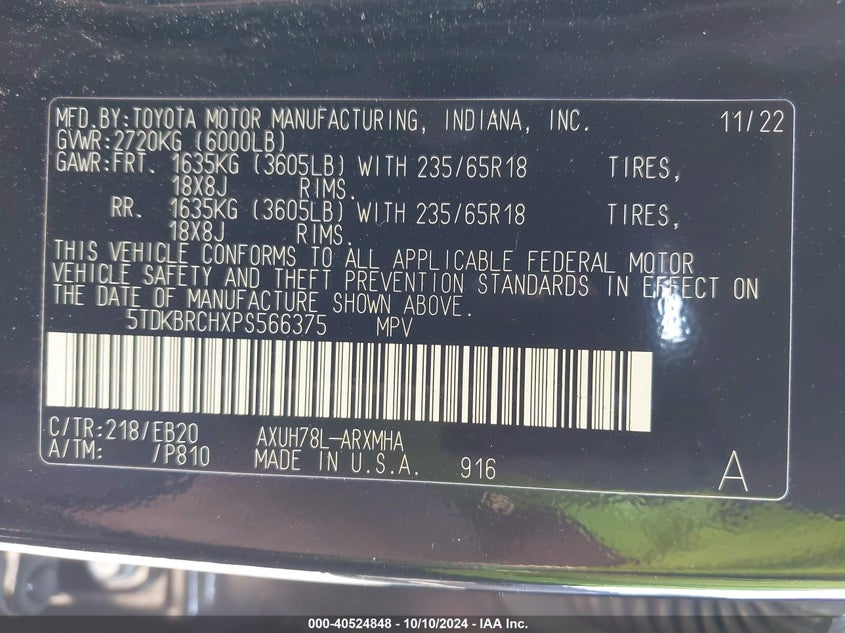 MFD.BY:TOYOTA MOTOR MANUFACTURING, INDIANA, INC. 11/22
GVWR:2720KG (6000LB)
GAWR:FRT. 1635KG (3605LB) WITH 235/65R18 TIRES,
18X8J RIMS.
RR. 1635KG (3605LB) WITH 235/65R18 TIRES,
18X8J RIMS.
THIS VEHICLE CONFORMS TO ALL APPLICABLE FEDERAL MOTOR
VEHICLE SAFETY AND THEFT PREVENTION STANDARDS IN EFFECT ON
THE DATE OF MANUFACTURE SHOWN ABOVE.
5TDKBRCHXPS566375 MPV
C/TR:218/EB20 AXUH78L-ARXMHA
A/TM: /P810 MADE IN U.S.A. 916 A
000-40524848 - 10/10/2024 - IAA Inc.